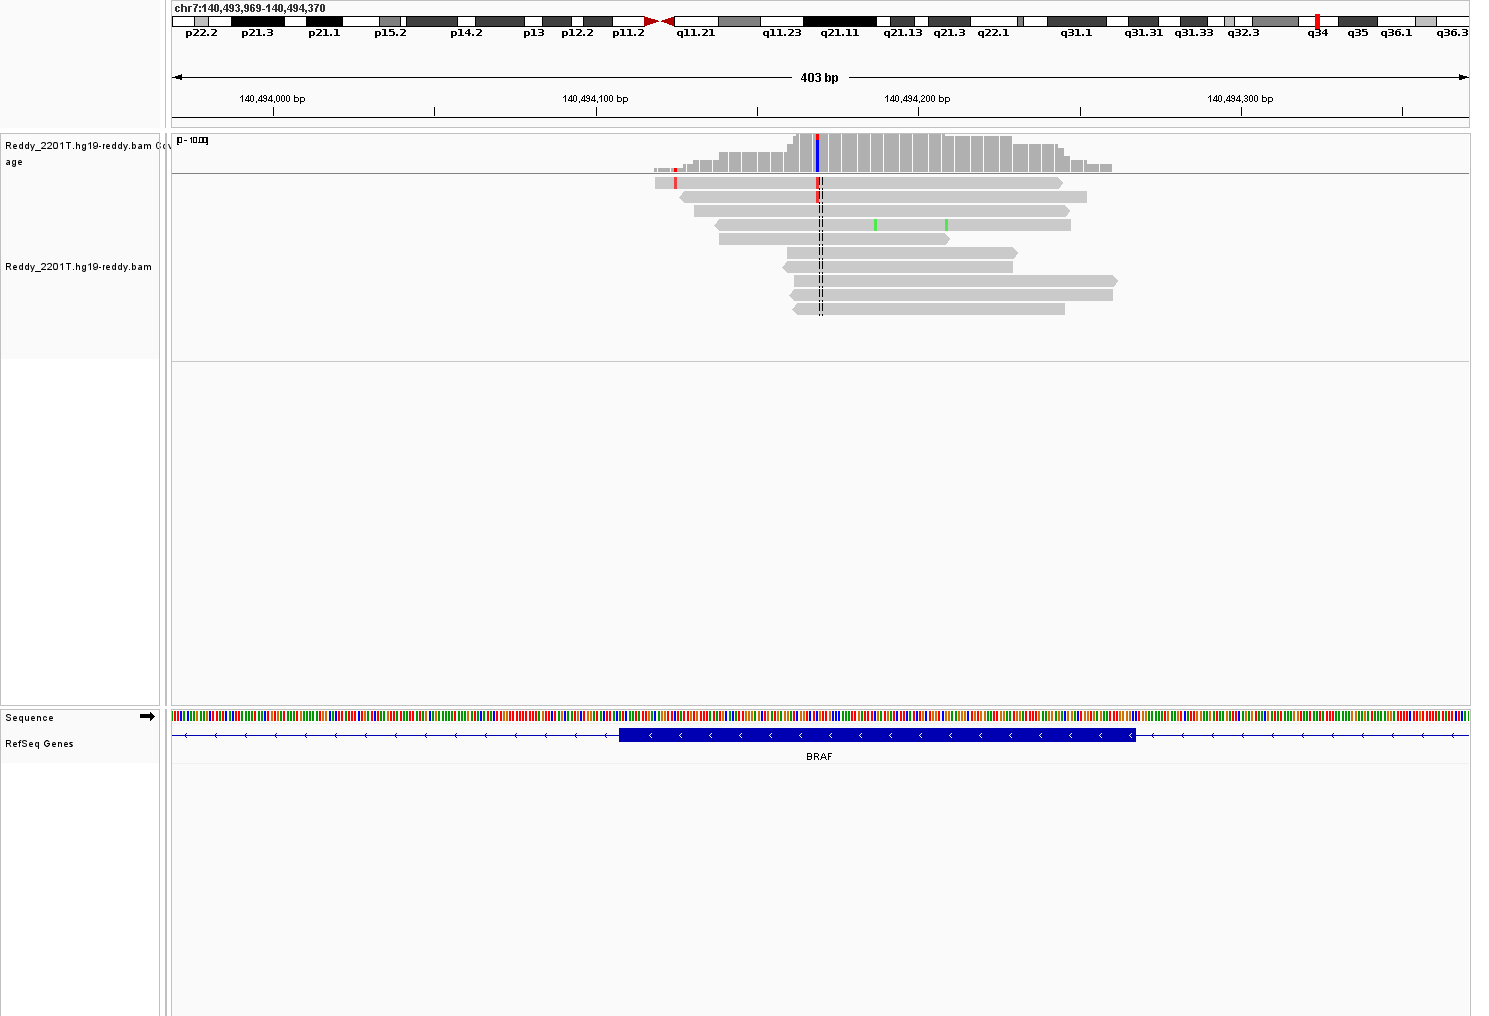 chr7:140,493,969-140,494,370
p22.2 p21.3 p21.1 p15.2 p14.2 p13 p12.2 p11.2 q11.21 q11.23 q21.11 q21.13 q21.3 q22.1 q31.1 q31.31 q31.33 q32.3 q34 q35 q36.1 q36.3
403 bp
140,494,000 bp 140,494,100 bp 140,494,200 bp 140,494,300 bp
[0 - 10.00]
Reddy_2201T.hg19-reddy.bam Cov
age
Reddy_2201T.hg19-reddy.bam
Sequence
RefSeq Genes
BRAF